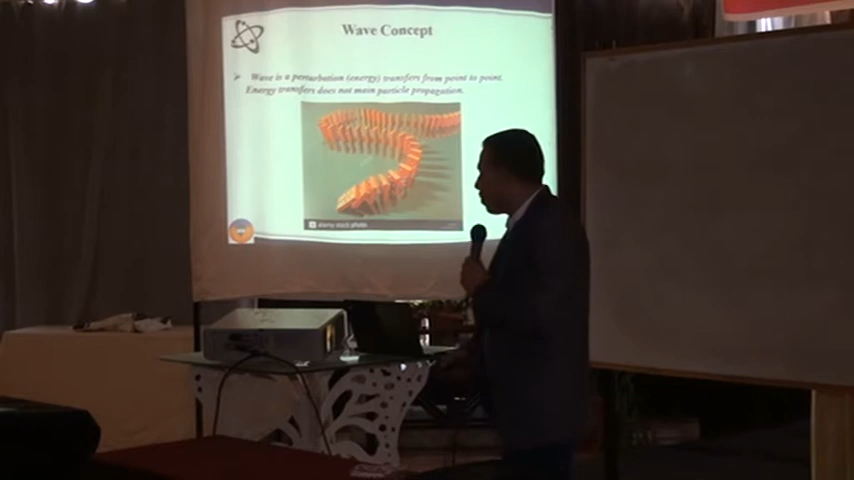 Wave Concept
Wave is a perturbation (energy) transfers from point to point.
Energy transfers does not main particle propagation.
alamy stock photo